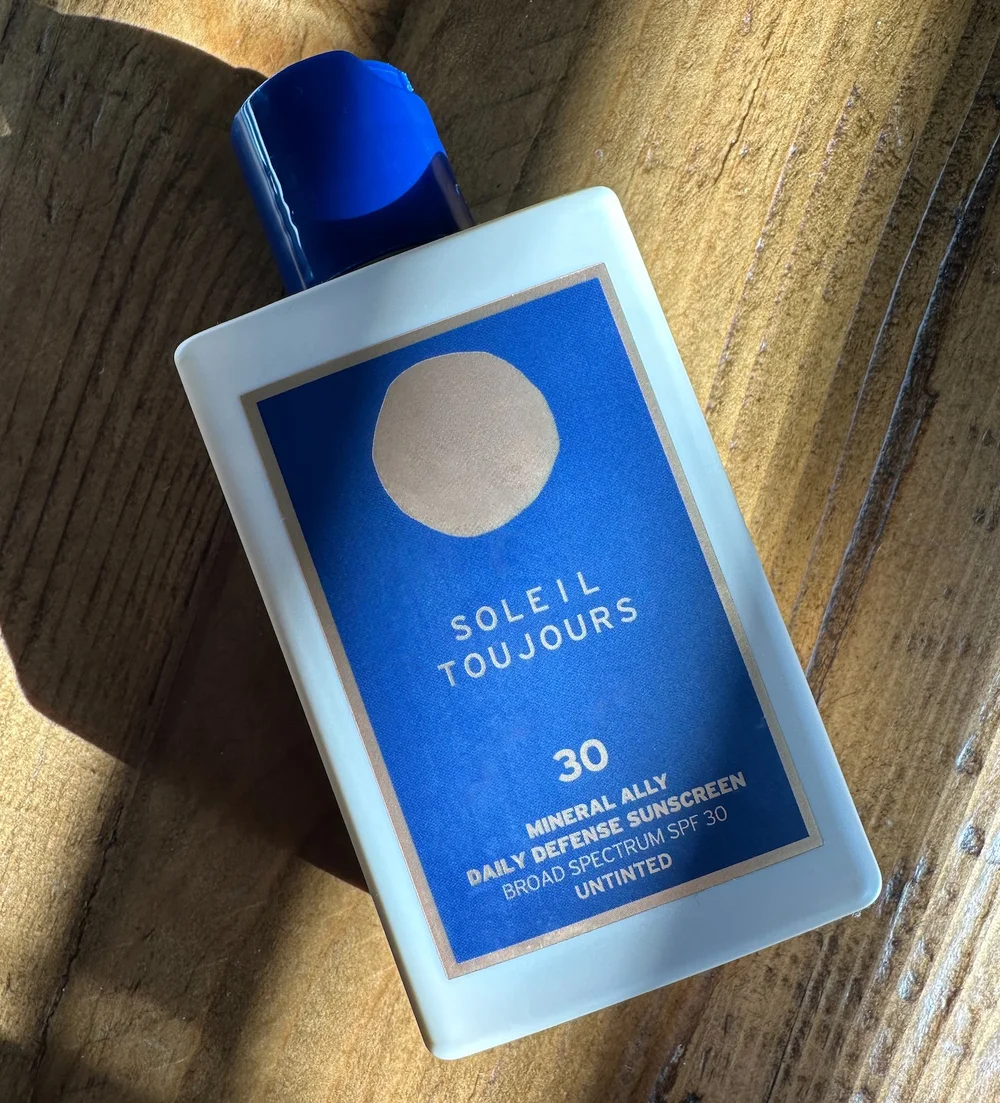 SOLEIL
TOUJOURS
30
MINERAL ALLY
DAILY DEFENSE SUNSCREEN
BROAD SPECTRUM SPF 30
UNTINTED